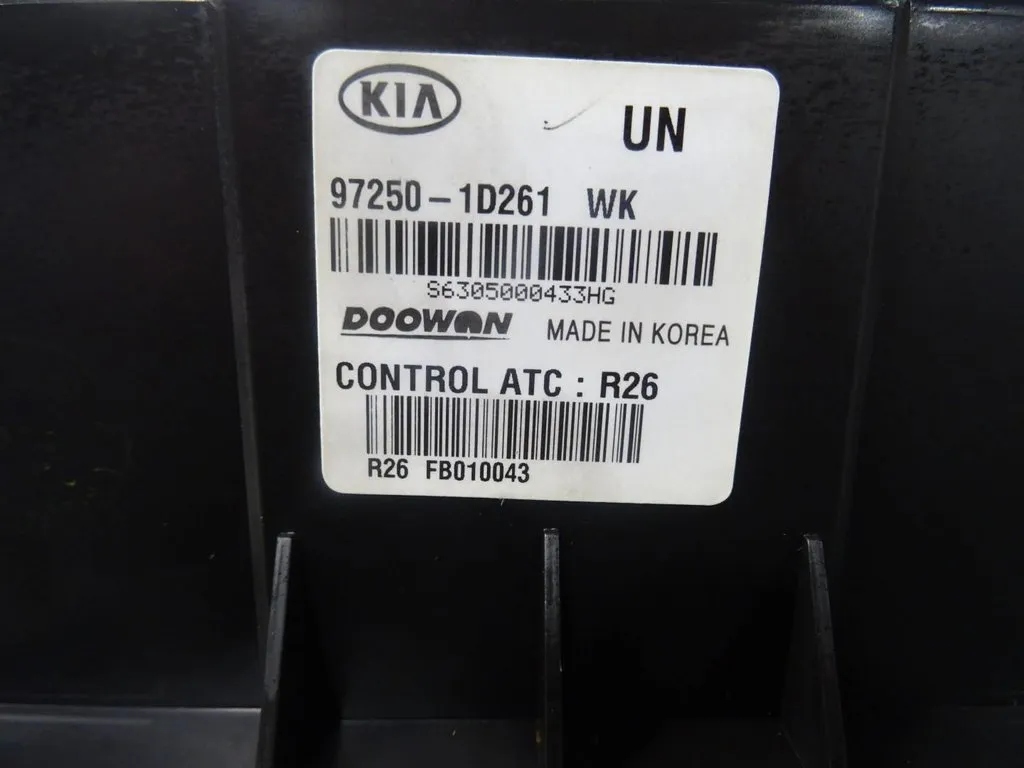 KIA
UN
97250-1D261 WK
S6305000433HG
DOOWON MADE IN KOREA
CONTROL ATC : R26
R26 FB010043